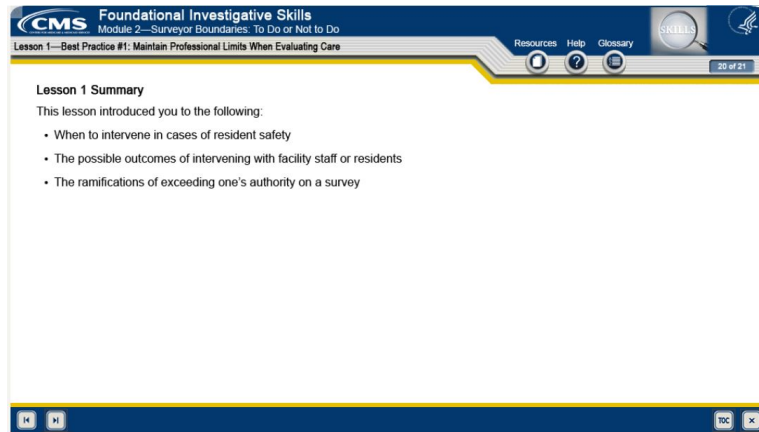 CMS
Foundational Investigative Skills
Module 2—Surveyor Boundaries: To Do or Not to Do
Lesson 1—Best Practice #1: Maintain Professional Limits When Evaluating Care
Resources Help Glossary
SKILLS
20 of 21
Lesson 1 Summary
This lesson introduced you to the following:
• When to intervene in cases of resident safety
• The possible outcomes of intervening with facility staff or residents
• The ramifications of exceeding one's authority on a survey
TOC